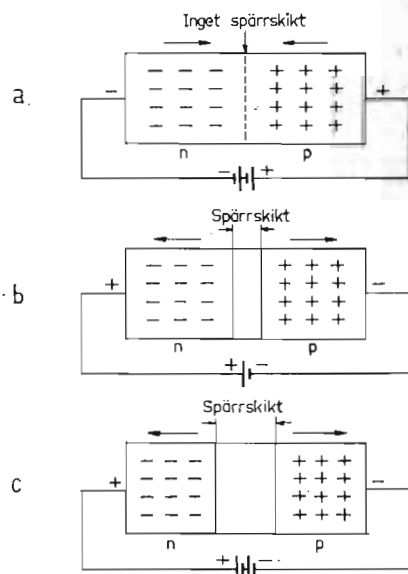 Inget spärrskikt
a.
− − − − + + + + +
− − − + + +
− − − + + +
− − − + + +
n p
− +
Spärrskikt
b
+ − − − + + + −
− − − + + +
− − − + + +
− − − + + +
n p
+ −
Spärrskikt
c
+ − − − + + + −
− − − + + +
− − − + + +
− − − + + +
n p
+ −